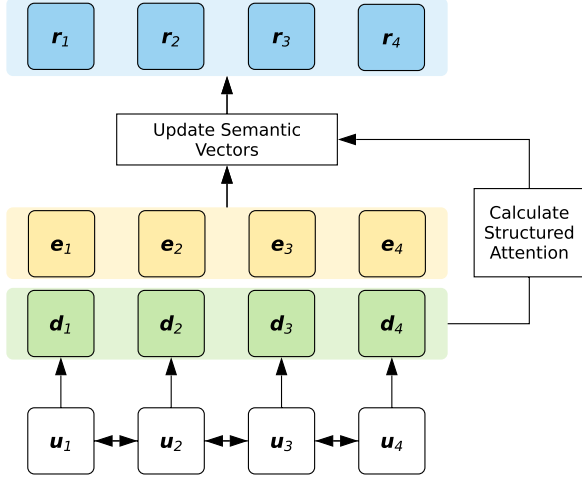 r1 r2 r3 r4
Update Semantic
Vectors
Calculate
Structured
Attention
e1 e2 e3 e4
d1 d2 d3 d4
u1 u2 u3 u4